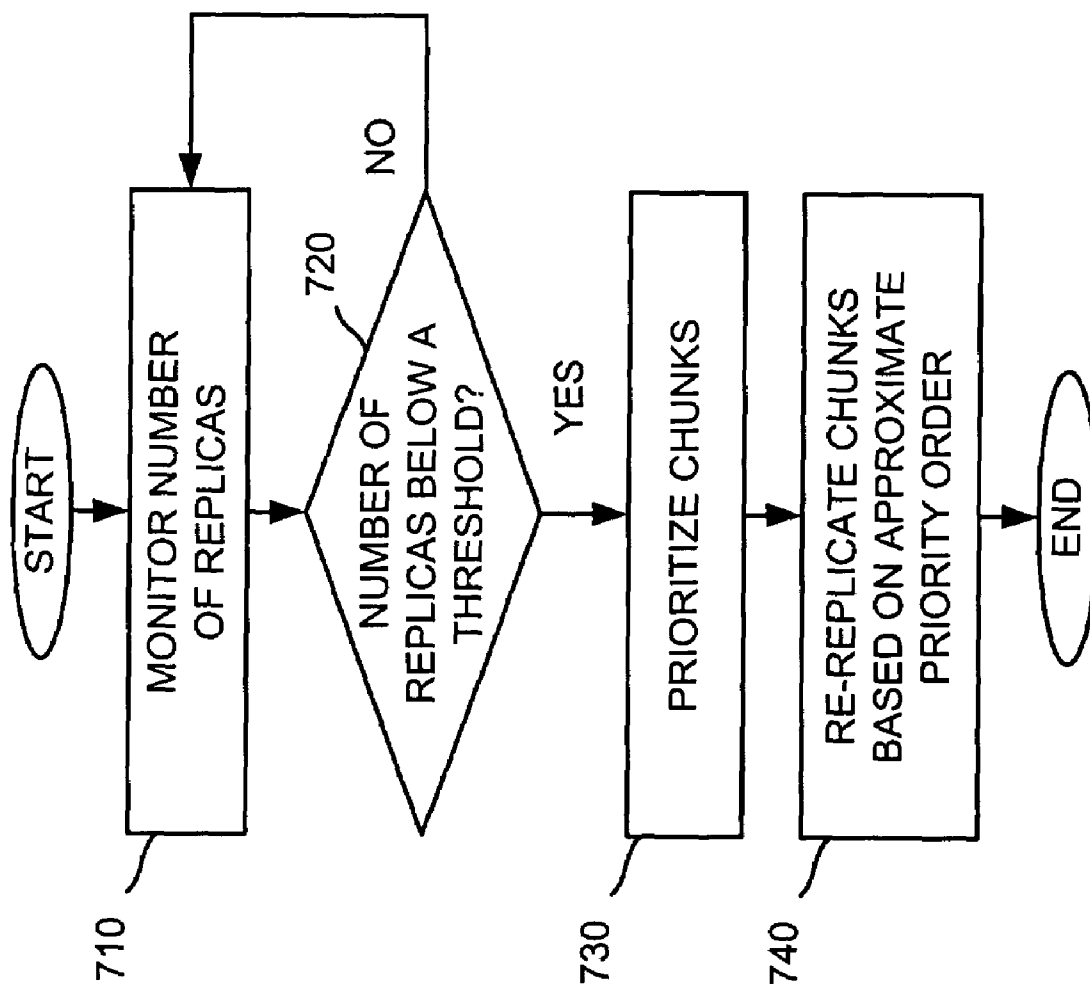 START
710
MONITOR NUMBER
OF REPLICAS
720
NUMBER OF
REPLICAS BELOW A
THRESHOLD?
NO
YES
730
PRIORITIZE CHUNKS
740
RE-REPLICATE CHUNKS
BASED ON APPROXIMATE
PRIORITY ORDER
END